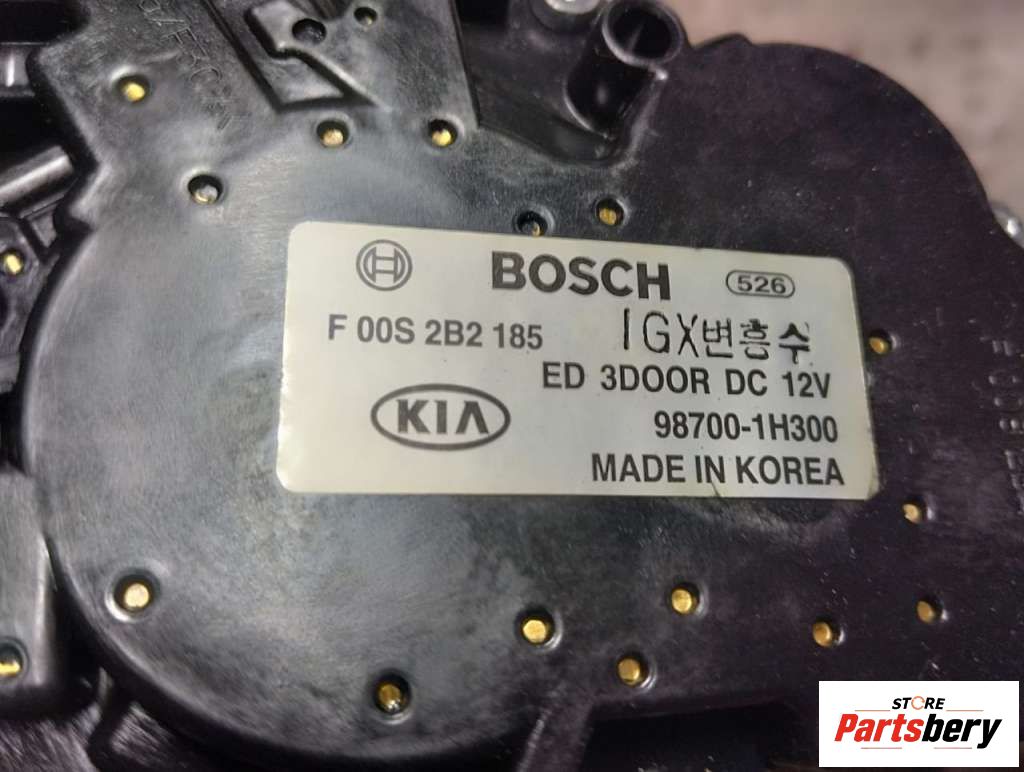 BOSCH 526
F 00S 2B2 185 IGX변흥수
ED 3DOOR DC 12V
KIA 98700-1H300
MADE IN KOREA
STORE
Partsbery